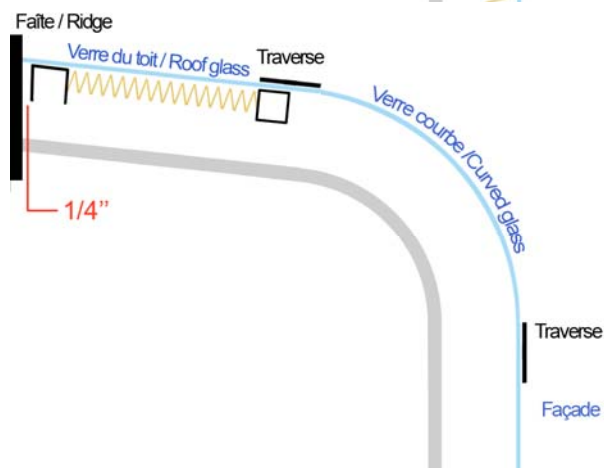 Faîte / Ridge
Verre du toit / Roof glass
Traverse
Verre courbe /Curved glass
1/4’’
Traverse
Façade